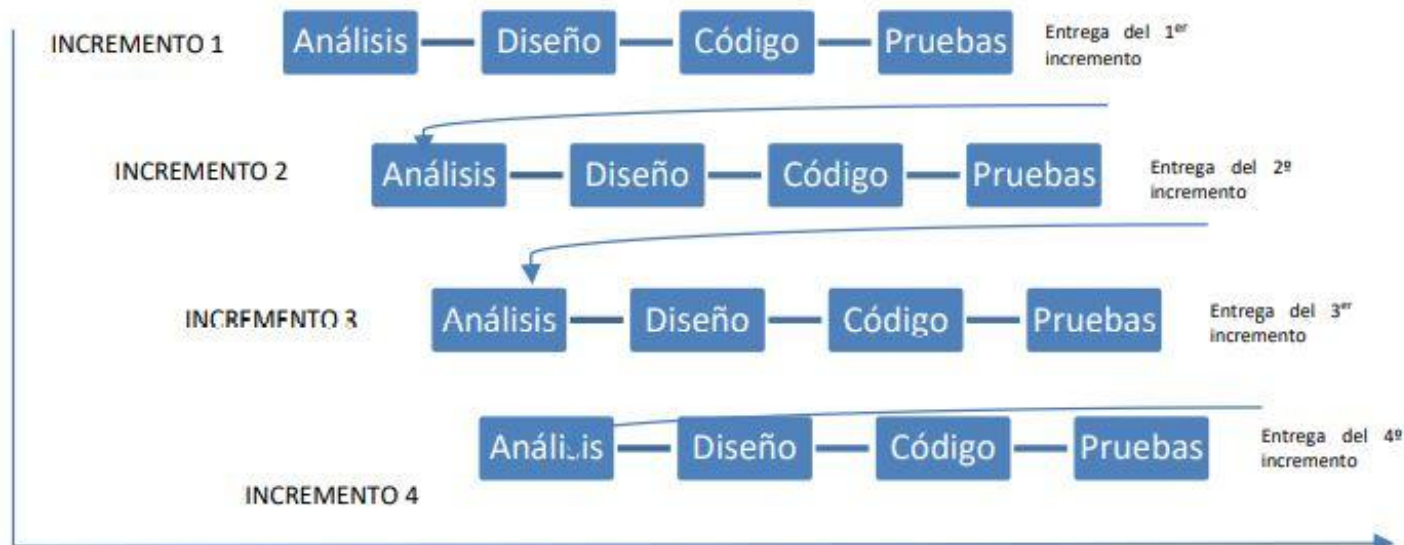 INCREMENTO 1
Análisis
Diseño
Código
Pruebas
Entrega del 1er
incremento
INCREMENTO 2
Análisis
Diseño
Código
Pruebas
Entrega del 2º
incremento
INCREMENTO 3
Análisis
Diseño
Código
Pruebas
Entrega del 3er
incremento
Análisis
Diseño
Código
Pruebas
Entrega del 4º
incremento
INCREMENTO 4